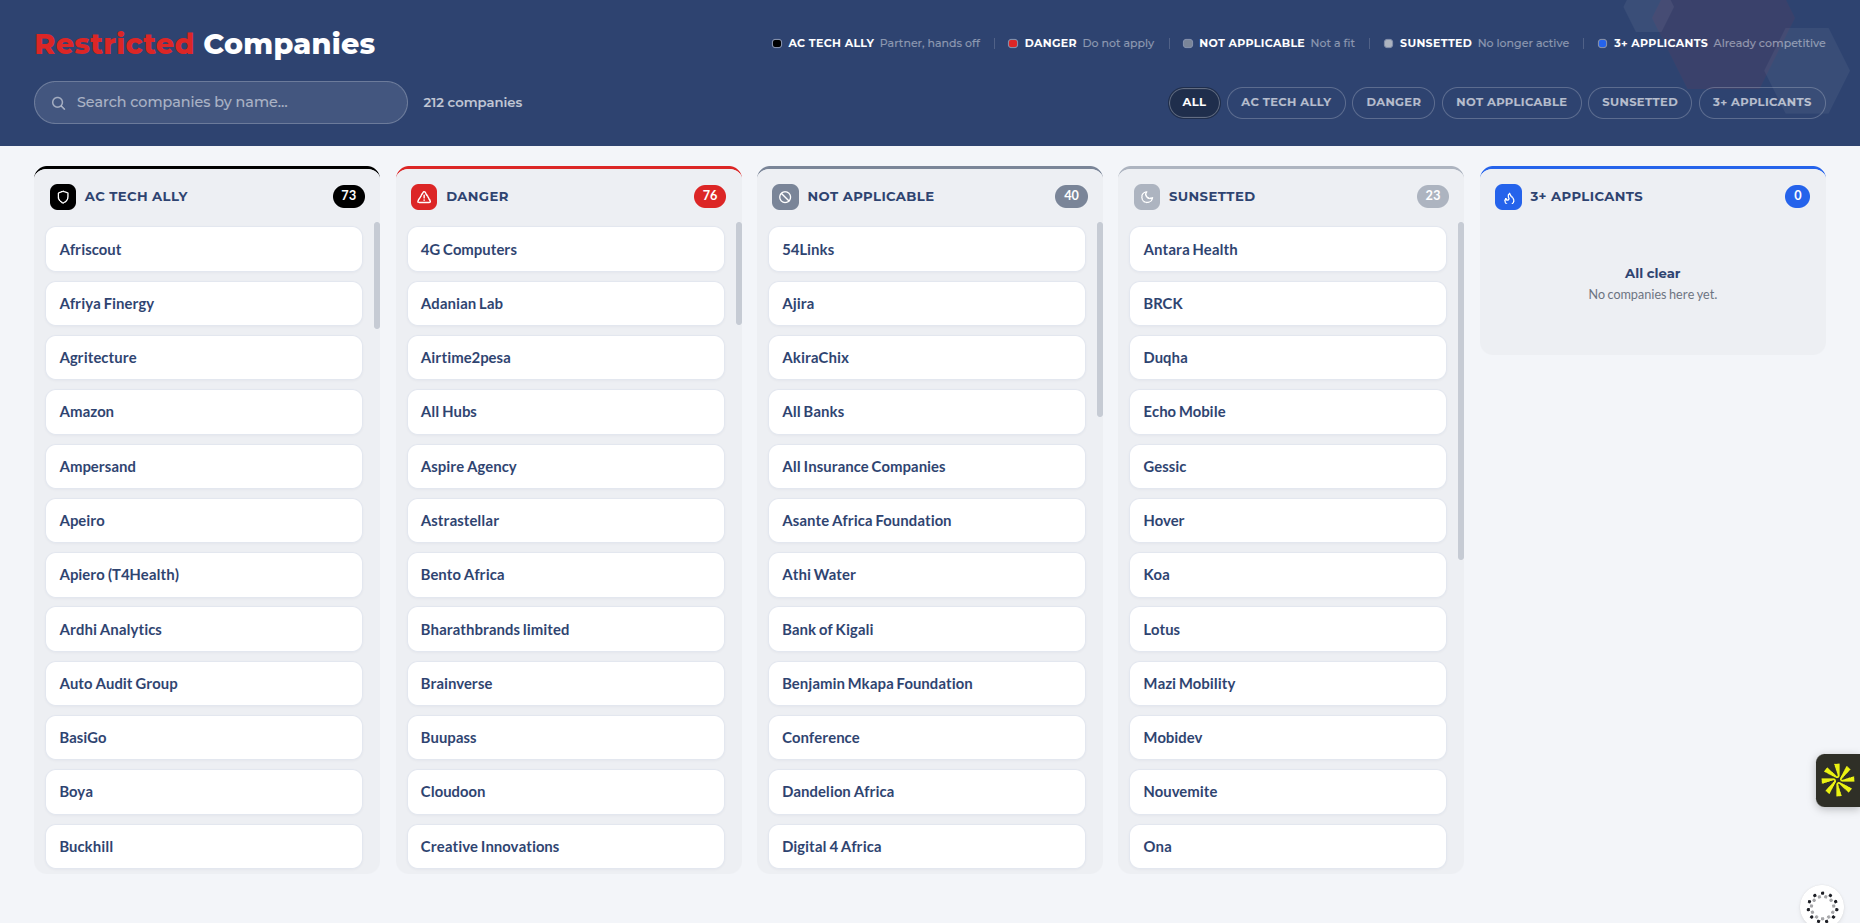 Restricted Companies
AC TECH ALLY Partner, hands off
DANGER Do not apply
NOT APPLICABLE Not a fit
SUNSETTED No longer active
3+ APPLICANTS Already competitive
Search companies by name...
212 companies
ALL
AC TECH ALLY
DANGER
NOT APPLICABLE
SUNSETTED
3+ APPLICANTS
AC TECH ALLY 73
Afriscout
Afriya Finergy
Agritecture
Amazon
Ampersand
Apeiro
Apiero (T4Health)
Ardhi Analytics
Auto Audit Group
BasiGo
Boya
Buckhill
DANGER 76
4G Computers
Adanian Lab
Airtime2pesa
All Hubs
Aspire Agency
Astrastellar
Bento Africa
Bharathbrands limited
Brainverse
Buupass
Cloudoon
Creative Innovations
NOT APPLICABLE 40
54Links
Ajira
AkiraChix
All Banks
All Insurance Companies
Asante Africa Foundation
Athi Water
Bank of Kigali
Benjamin Mkapa Foundation
Conference
Dandelion Africa
Digital 4 Africa
SUNSETTED 23
Antara Health
BRCK
Duqha
Echo Mobile
Gessic
Hover
Koa
Lotus
Mazi Mobility
Mobidev
Nouvemite
Ona
3+ APPLICANTS 0
All clear
No companies here yet.